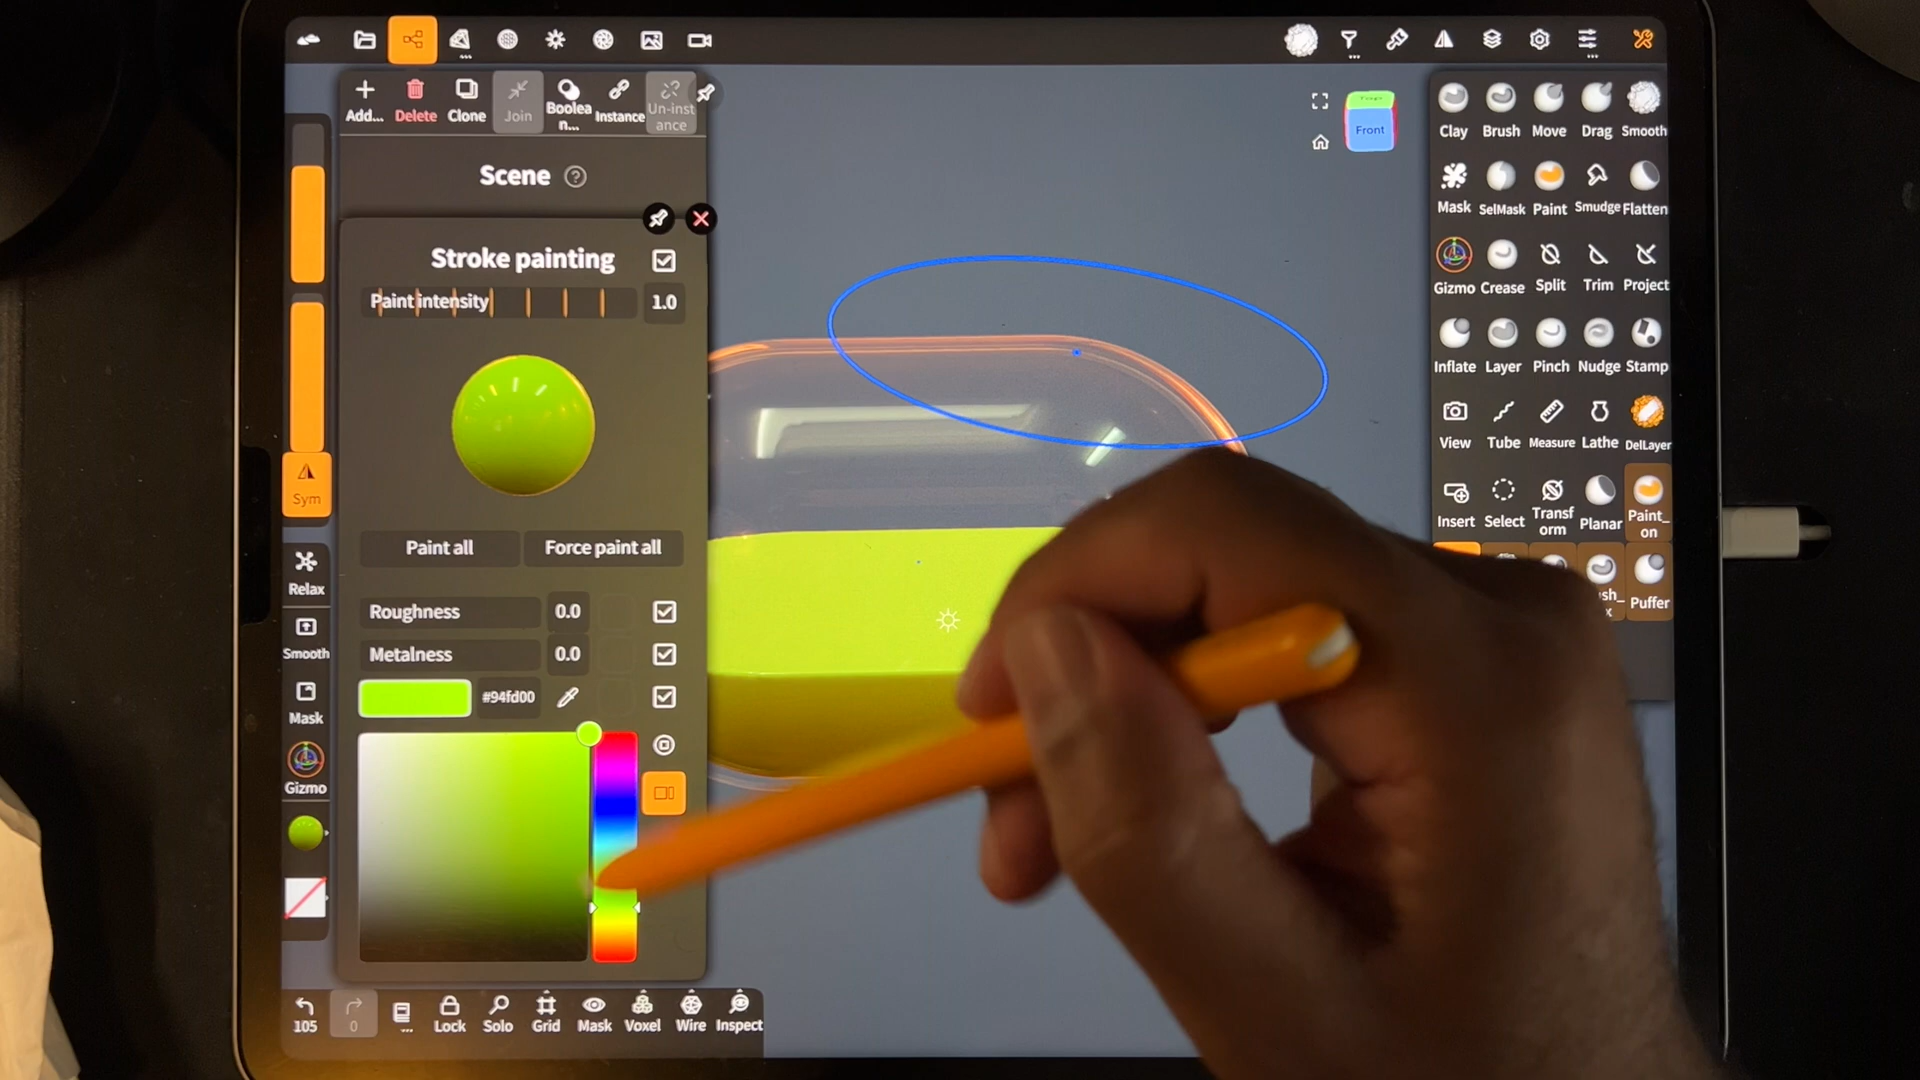 Add... Delete Clone Join Boolea n... Instance Un-inst ance
Scene ?
Stroke painting
Paint intensity 1.0
Paint all Force paint all
Roughness 0.0
Metalness 0.0
#94fd00
Sym
Relax
Smooth
Mask
Gizmo
105 0 ... Lock Solo Grid Mask Voxel Wire Inspect
Front
Clay Brush Move Drag Smooth
Mask SelMask Paint Smudge Flatten
Gizmo Crease Split Trim Project
Inflate Layer Pinch Nudge Stamp
View Tube Measure Lathe DelLayer
Insert Select Transf orm Planar Paint_ on
Puffer